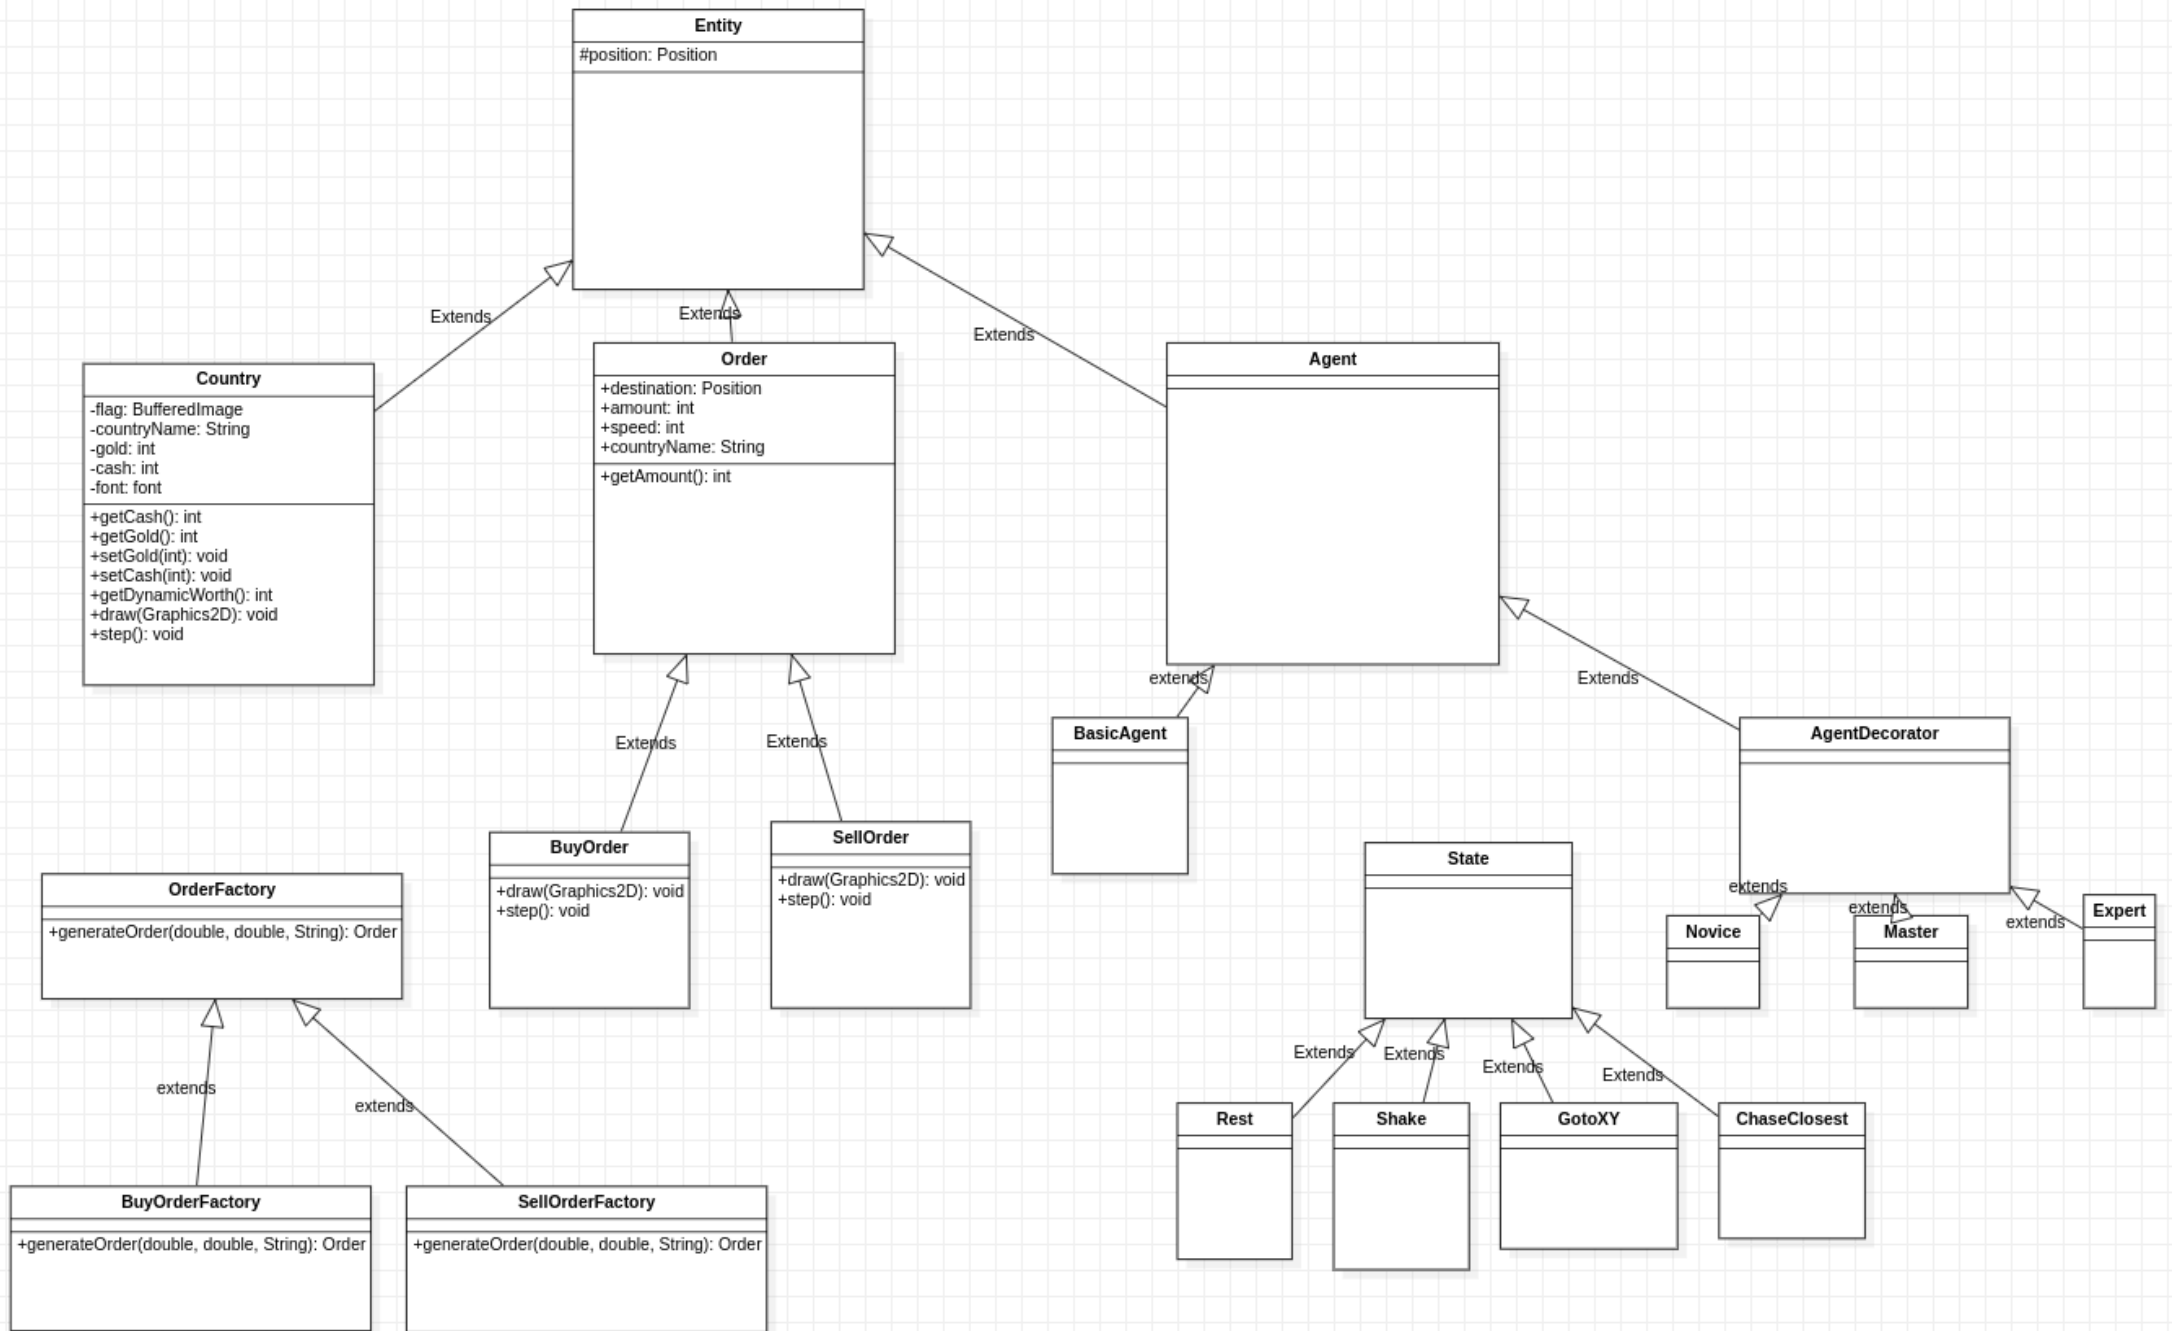 Entity
#position: Position
Extends
Extends
Extends
Country
-flag: BufferedImage
-countryName: String
-gold: int
-cash: int
-font: font
+getCash(): int
+getGold(): int
+setGold(int): void
+setCash(int): void
+getDynamicWorth(): int
+draw(Graphics2D): void
+step(): void
Order
+destination: Position
+amount: int
+speed: int
+countryName: String
+getAmount(): int
Agent
extends
Extends
Extends
Extends
BasicAgent
AgentDecorator
BuyOrder
+draw(Graphics2D): void
+step(): void
SellOrder
+draw(Graphics2D): void
+step(): void
State
OrderFactory
+generateOrder(double, double, String): Order
extends
extends
extends
Novice
Master
Expert
Extends
Extends
Extends
Extends
extends
extends
Rest
Shake
GotoXY
ChaseClosest
BuyOrderFactory
+generateOrder(double, double, String): Order
SellOrderFactory
+generateOrder(double, double, String): Order